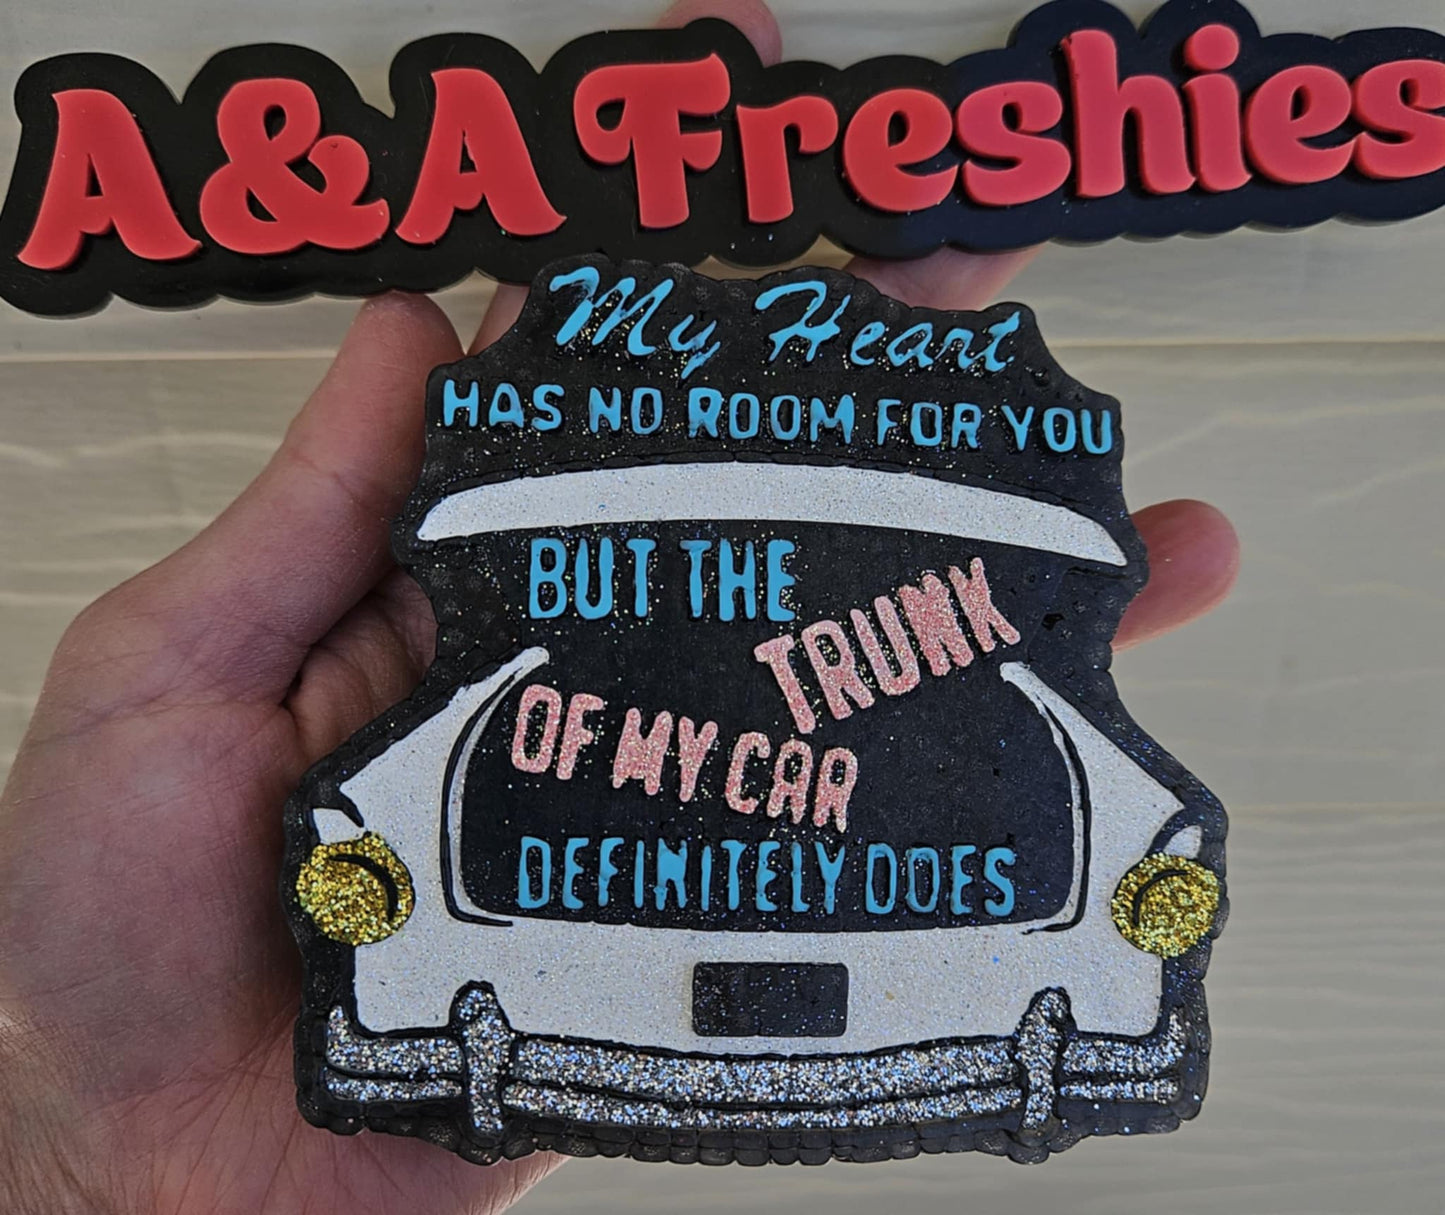 A&A Freshies
My Heart
HAS NO ROOM FOR YOU
BUT THE
TRUNK
OF MY CAR
DEFINITELY DOES